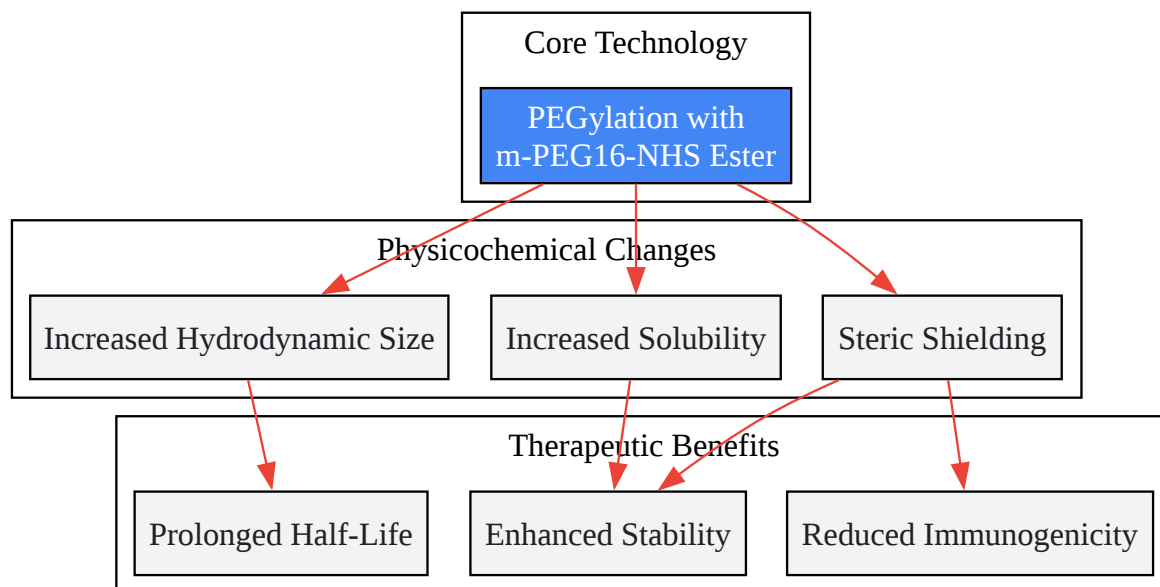 Core Technology
PEGylation with
m-PEG16-NHS Ester
Physicochemical Changes
Increased Hydrodynamic Size
Increased Solubility
Steric Shielding
Therapeutic Benefits
Prolonged Half-Life
Enhanced Stability
Reduced Immunogenicity